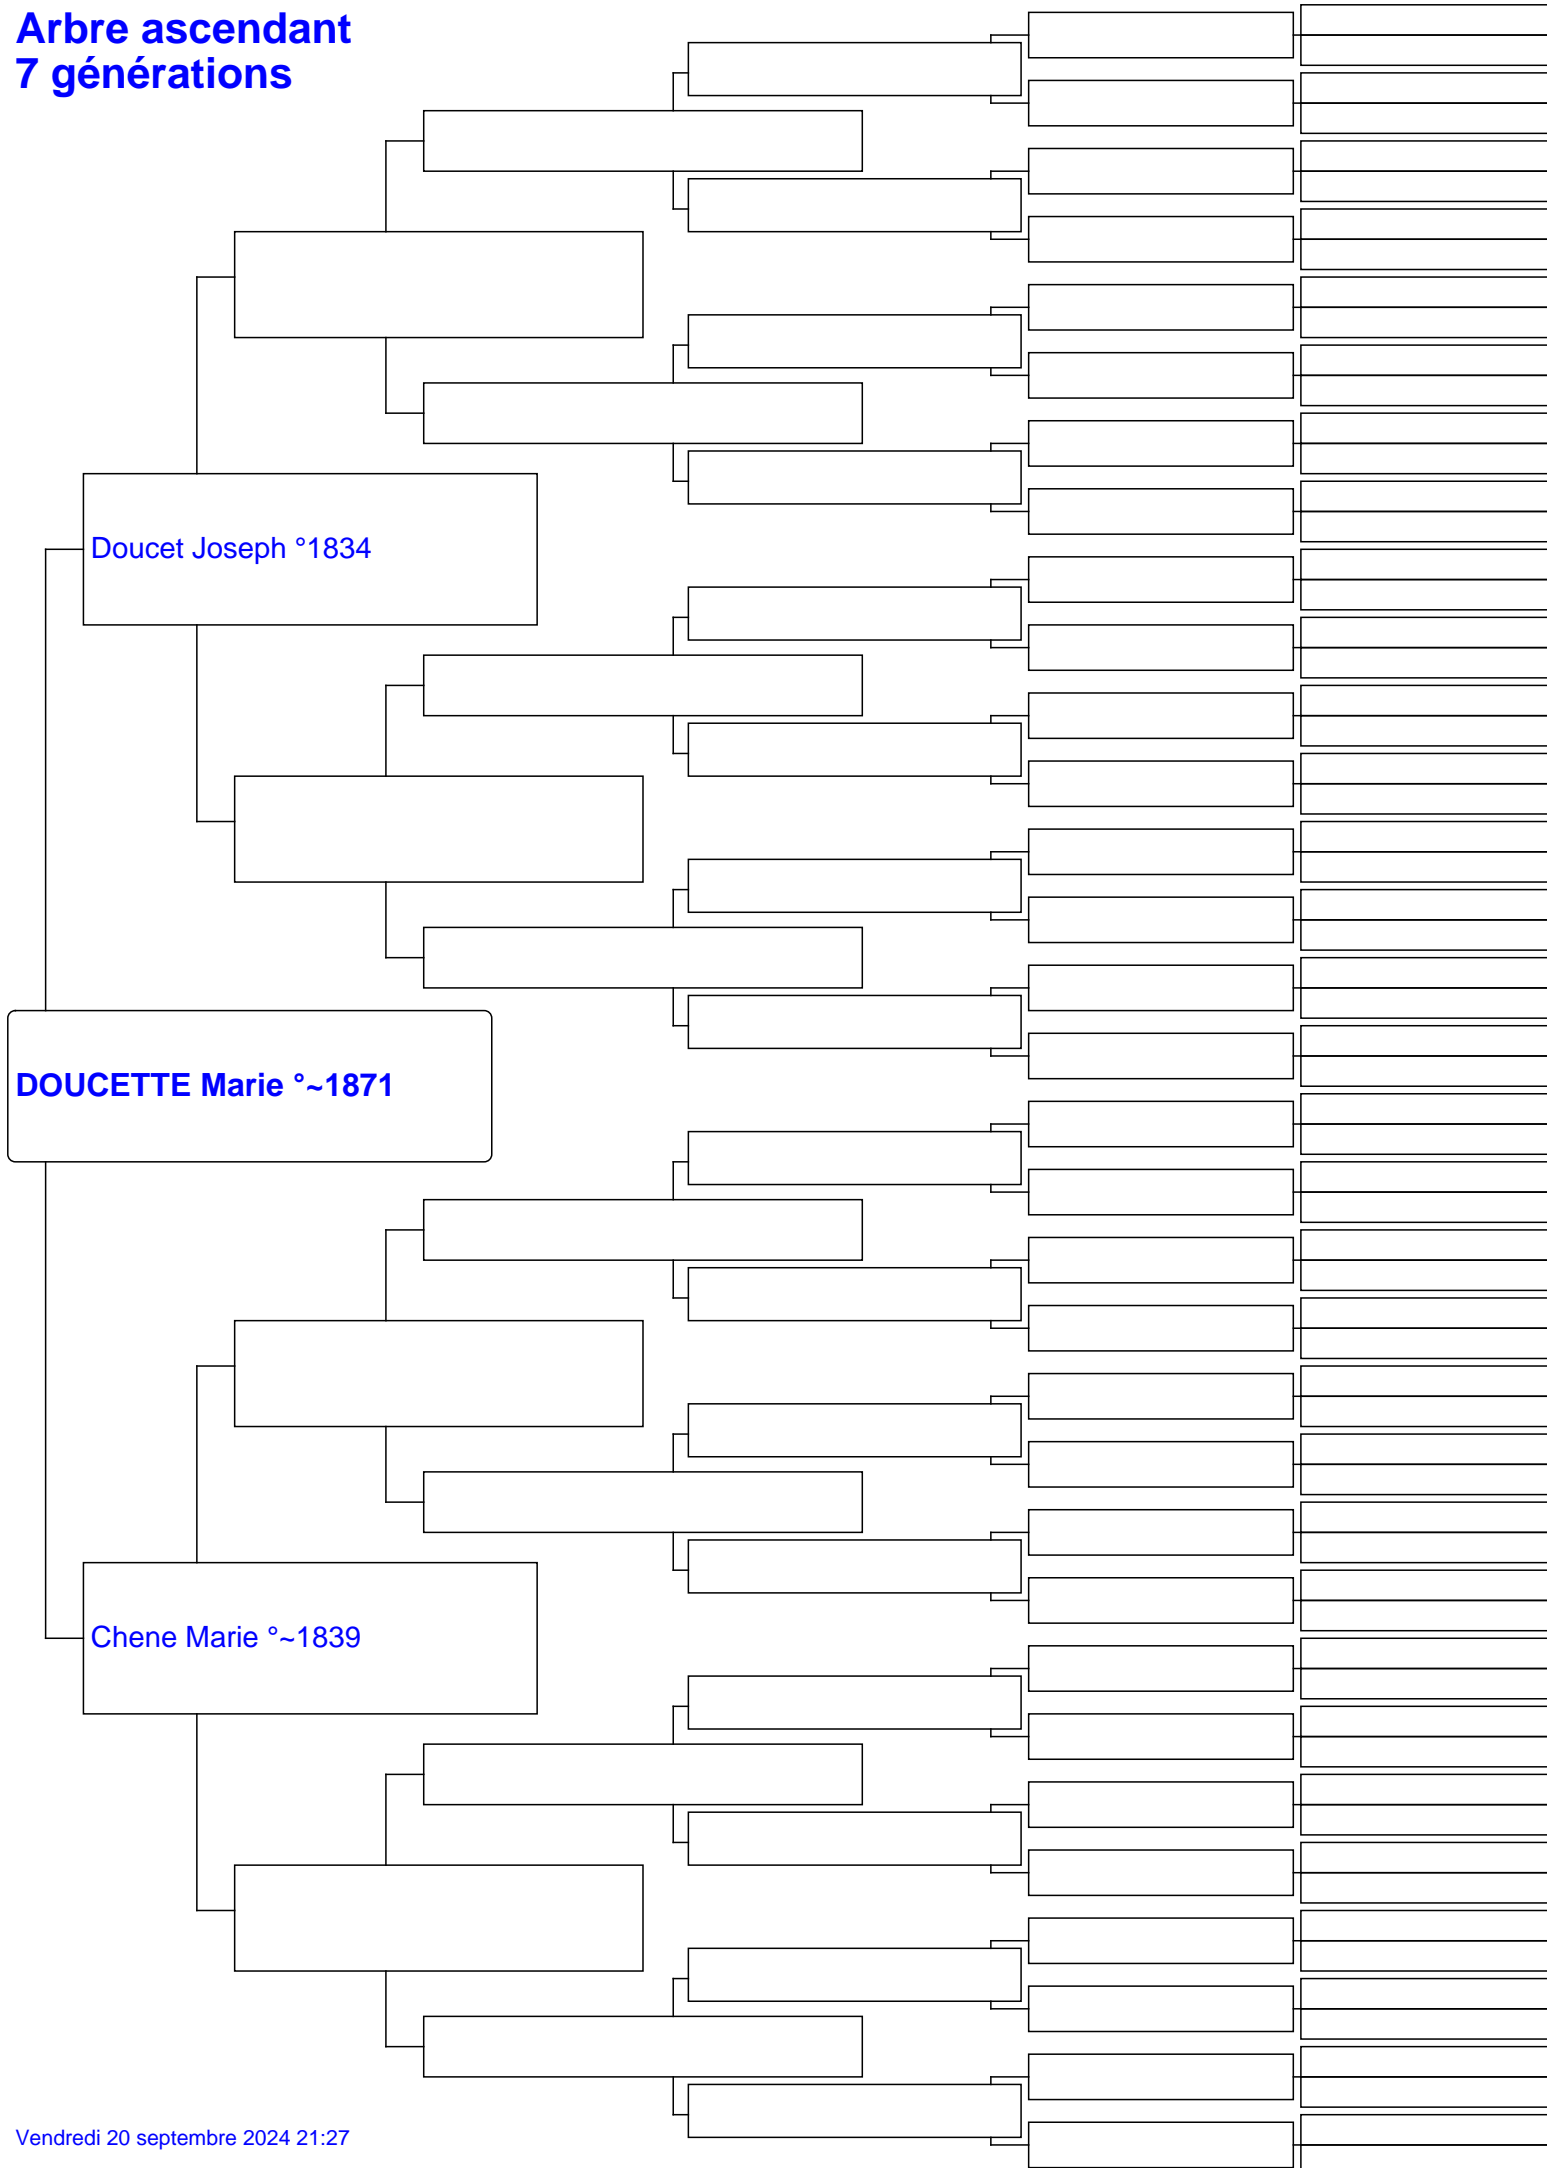 Arbre ascendant
7 générations
Doucet Joseph °1834
DOUCETTE Marie °~1871
Chene Marie °~1839
Vendredi 20 septembre 2024 21:27